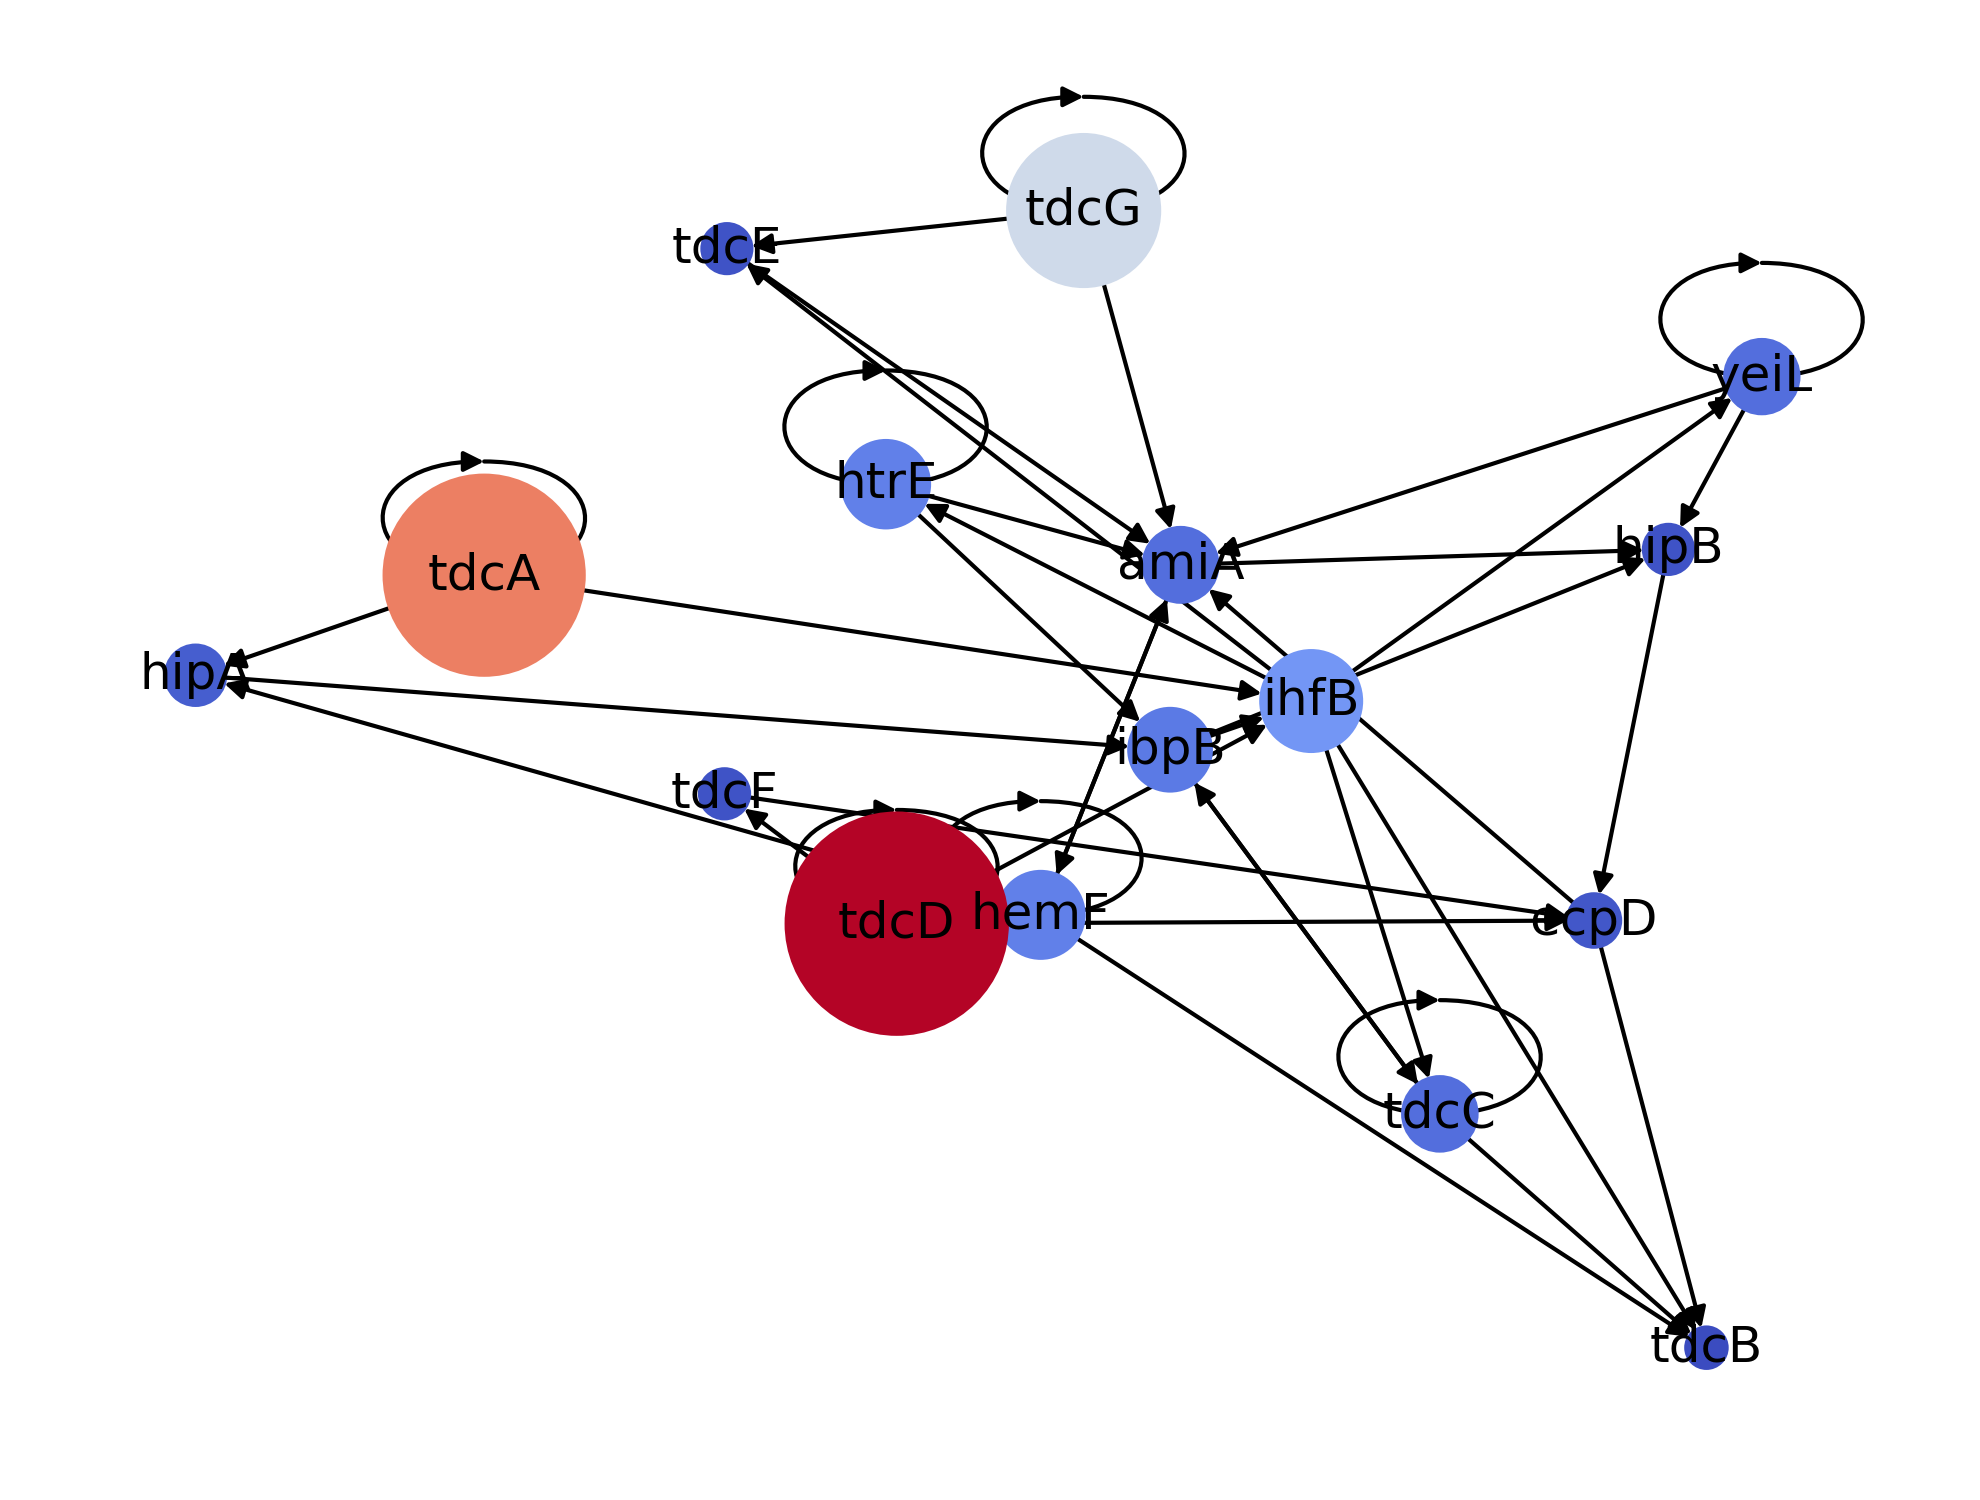 tdcG
tdcE
yeiL
htrE
hipB
amiA
tdcA
hipA
ihfB
ibpB
tdcF
hemF
tdcD
ecpD
tdcC
tdcB